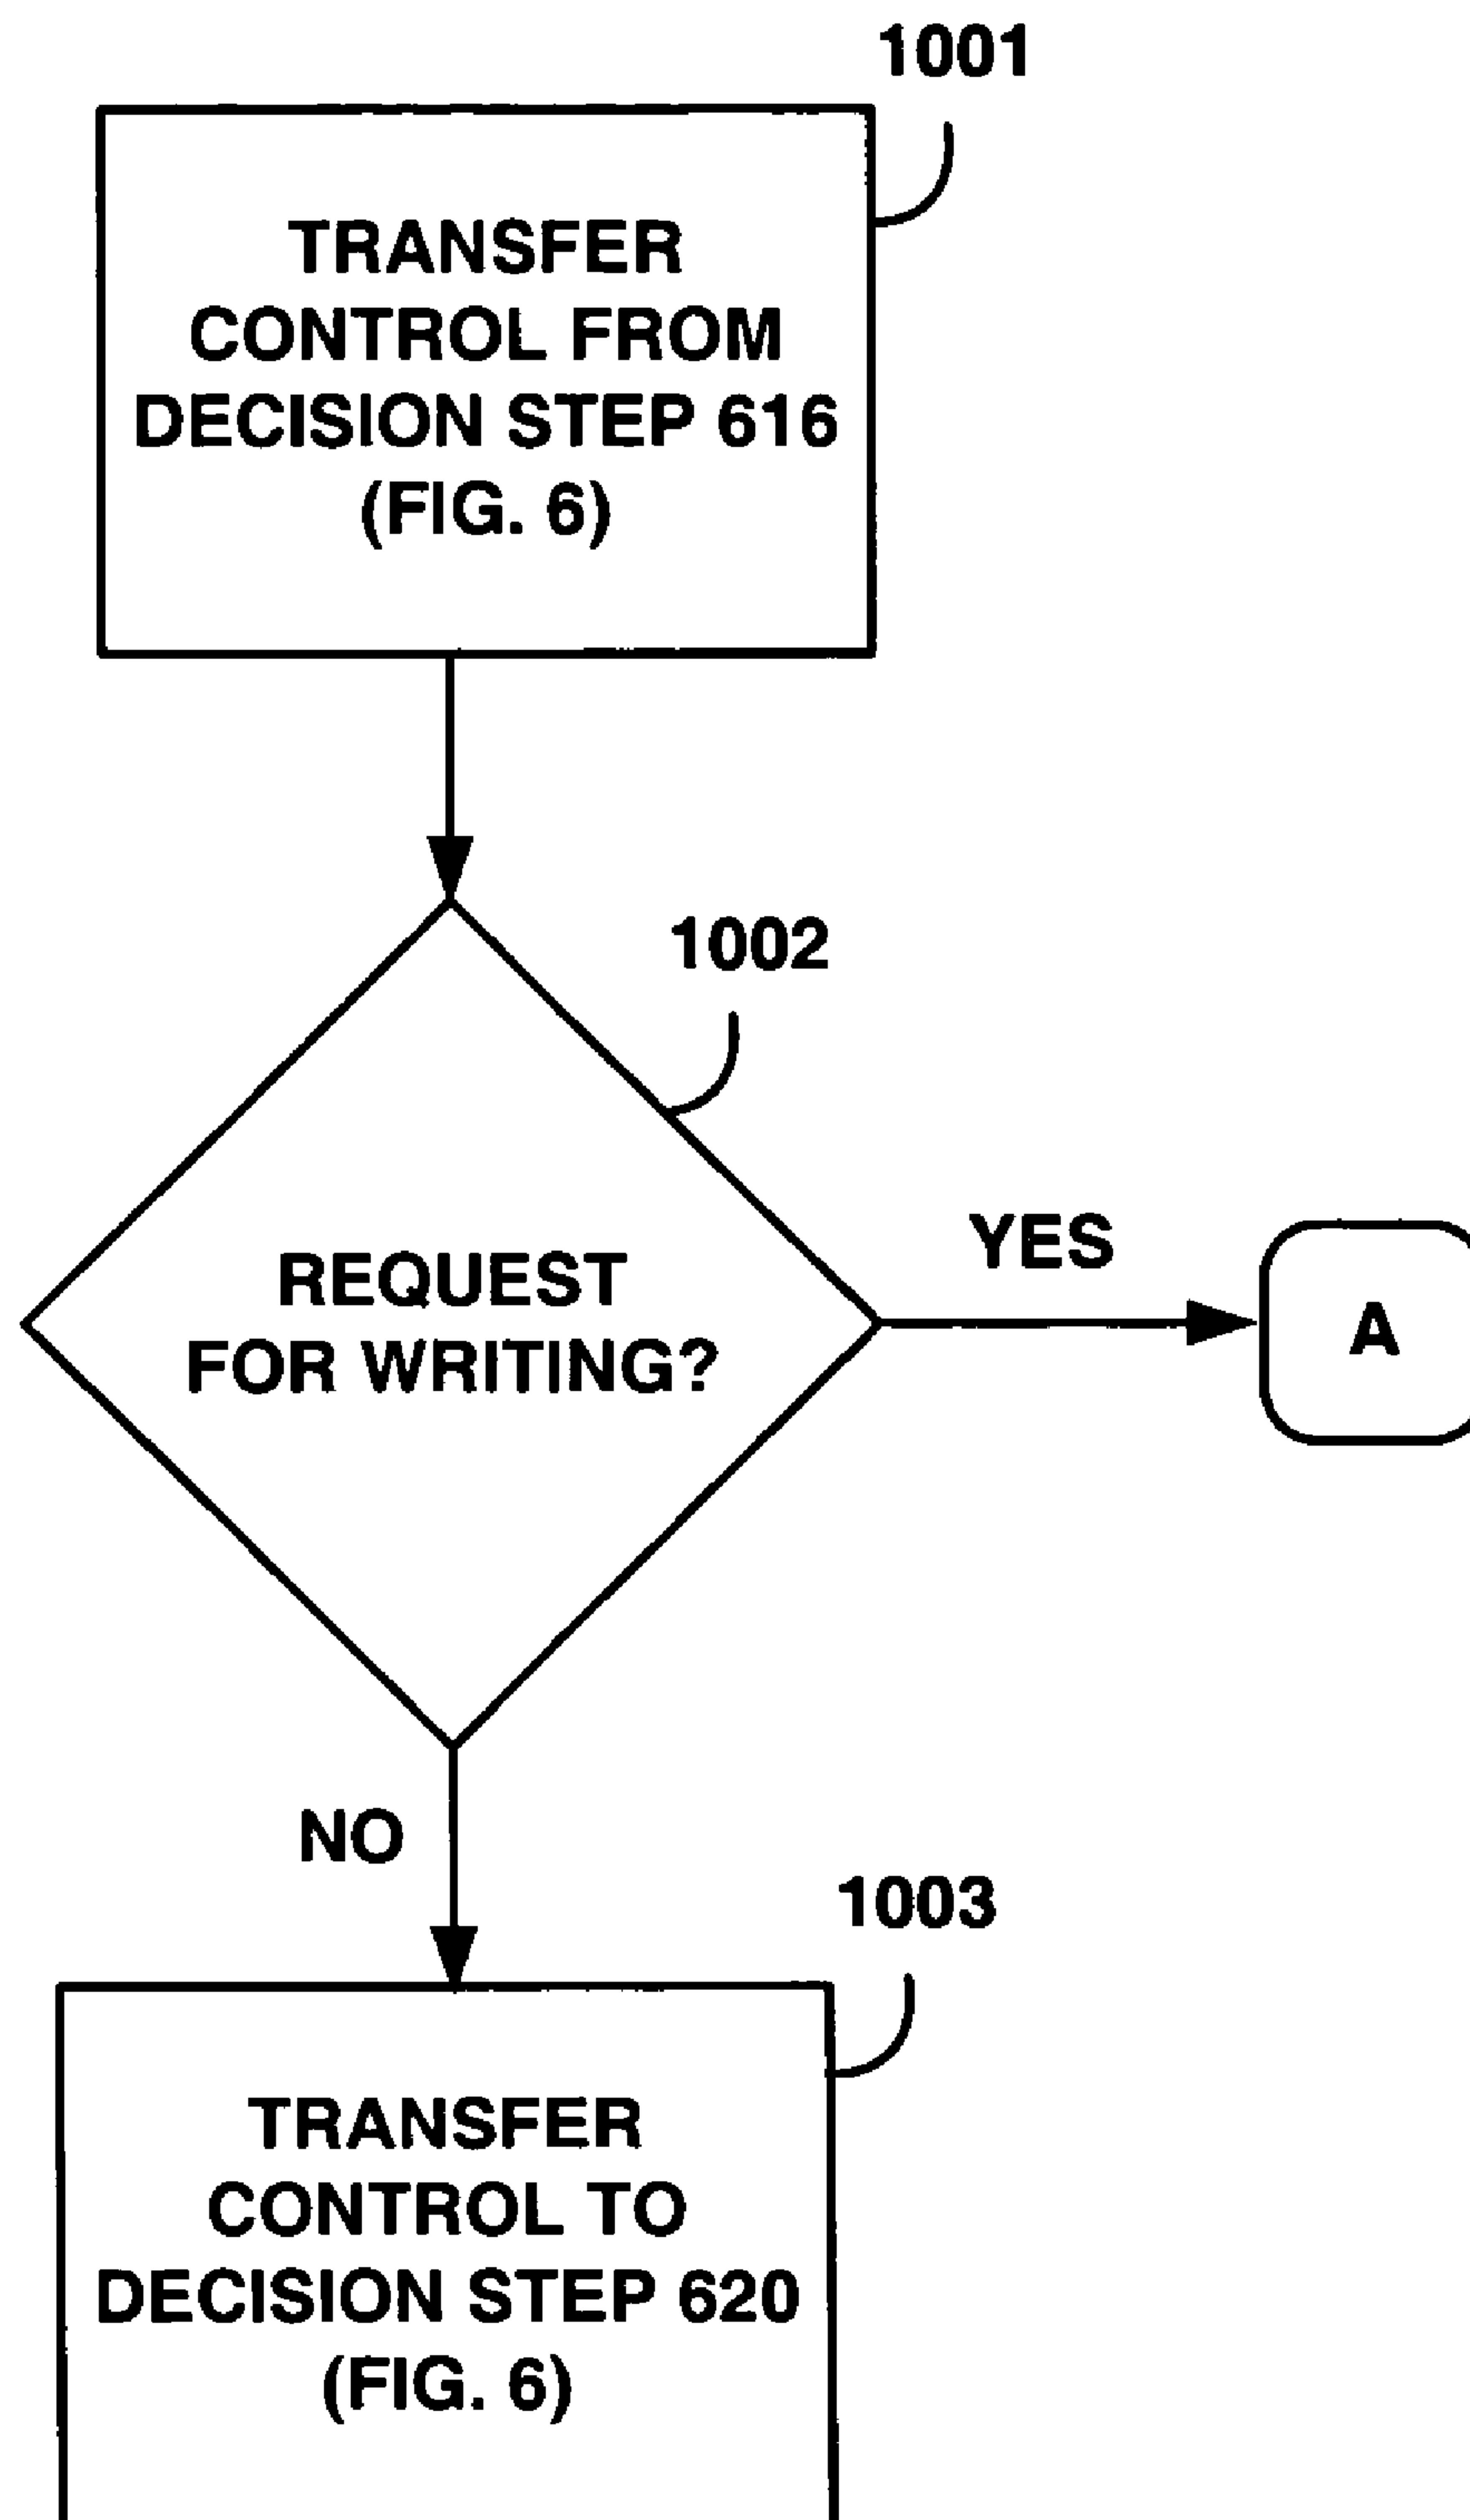 1001
TRANSFER
CONTROL FROM
DECISION STEP 616
(FIG. 6)
1002
REQUEST
FOR WRITING?
YES
A
NO
1003
TRANSFER
CONTROL TO
DECISION STEP 620
(FIG. 6)